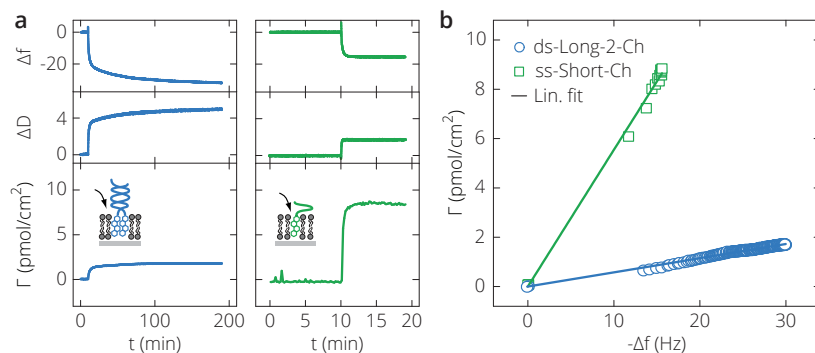 a
Δf
0
-20
ΔD
4
0
Γ (pmol/cm²)
10
5
0
0 100 200
t (min)
0 5 10 15 20
t (min)
b
Γ (pmol/cm²)
10
8
6
4
2
0
ds-Long-2-Ch
ss-Short-Ch
Lin. fit
0 10 20 30
-Δf (Hz)